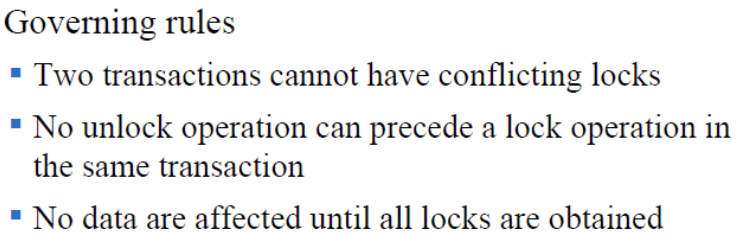 Governing rules
▪ Two transactions cannot have conflicting locks
▪ No unlock operation can precede a lock operation in
the same transaction
▪ No data are affected until all locks are obtained